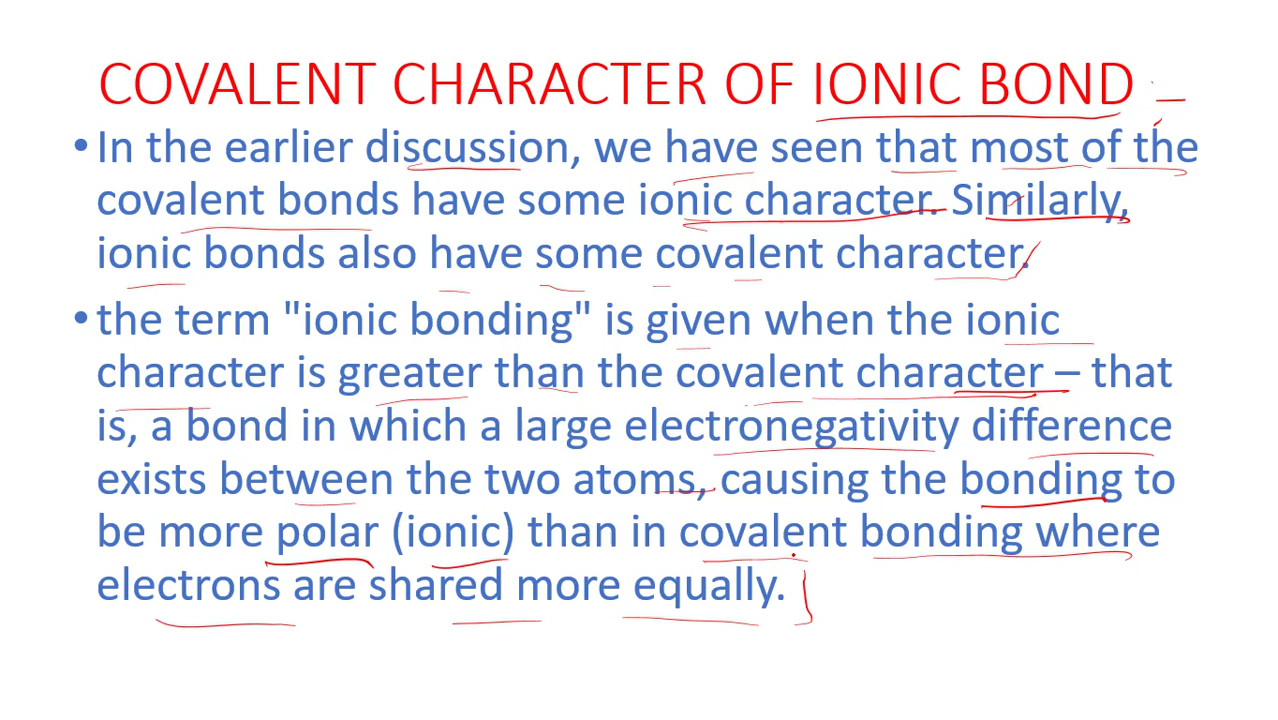 COVALENT CHARACTER OF IONIC BOND
• In the earlier discussion, we have seen that most of the
covalent bonds have some ionic character. Similarly,
ionic bonds also have some covalent character.
• the term "ionic bonding" is given when the ionic
character is greater than the covalent character – that
is, a bond in which a large electronegativity difference
exists between the two atoms, causing the bonding to
be more polar (ionic) than in covalent bonding where
electrons are shared more equally.